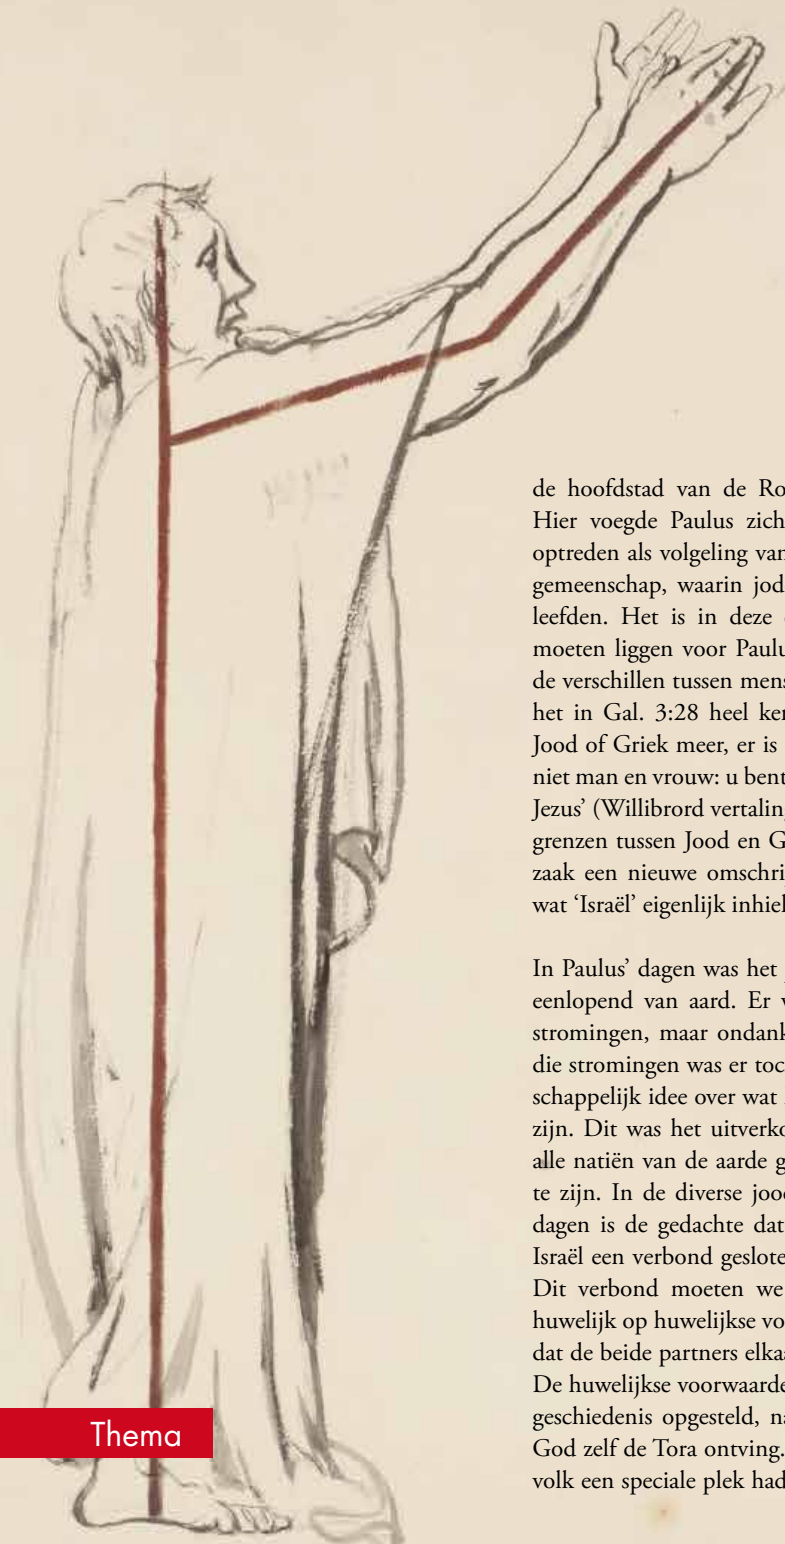 de hoofdstad van de Ro
Hier voegde Paulus zich
optreden als volgeling van
gemeenschap, waarin jod
leefden. Het is in deze
moeten liggen voor Paulu
de verschillen tussen mens
het in Gal. 3:28 heel ker
Jood of Griek meer, er is
niet man en vrouw: u bent
Jezus’ (Willibrord vertaling
grenzen tussen Jood en G
zaak een nieuwe omschri
wat ‘Israël’ eigenlijk inhiel
In Paulus’ dagen was het
eenlopend van aard. Er v
stromingen, maar ondank
die stromingen was er toc
schappelijk idee over wat
zijn. Dit was het uitverko
alle natiën van de aarde g
te zijn. In de diverse jood
dagen is de gedachte dat
Israël een verbond geslote
Dit verbond moeten we
huwelijk op huwelijkse vo
dat de beide partners elkaa
De huwelijkse voorwaarde
geschiedenis opgesteld, na
God zelf de Tora ontving.
volk een speciale plek had
Thema